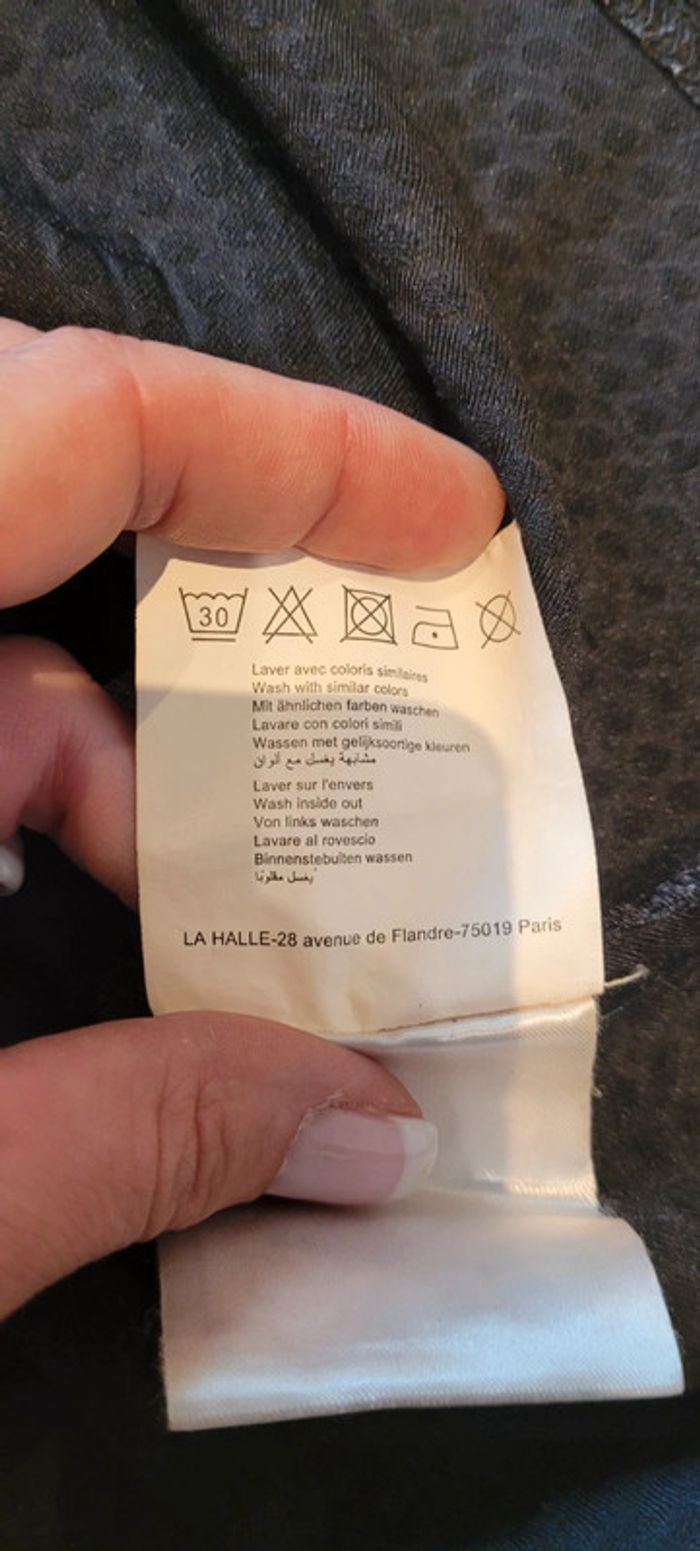 30
Laver avec coloris similaires
Wash with similar colors
Mit ähnlichen farben waschen
Lavare con colori simili
Wassen met gelijksoortige kleuren
مشابهة يغسل مع ألوان
Laver sur l'envers
Wash inside out
Von links waschen
Lavare al rovescio
Binnenstebuiten wassen
يغسل مقلوبًا
LA HALLE-28 avenue de Flandre-75019 Paris